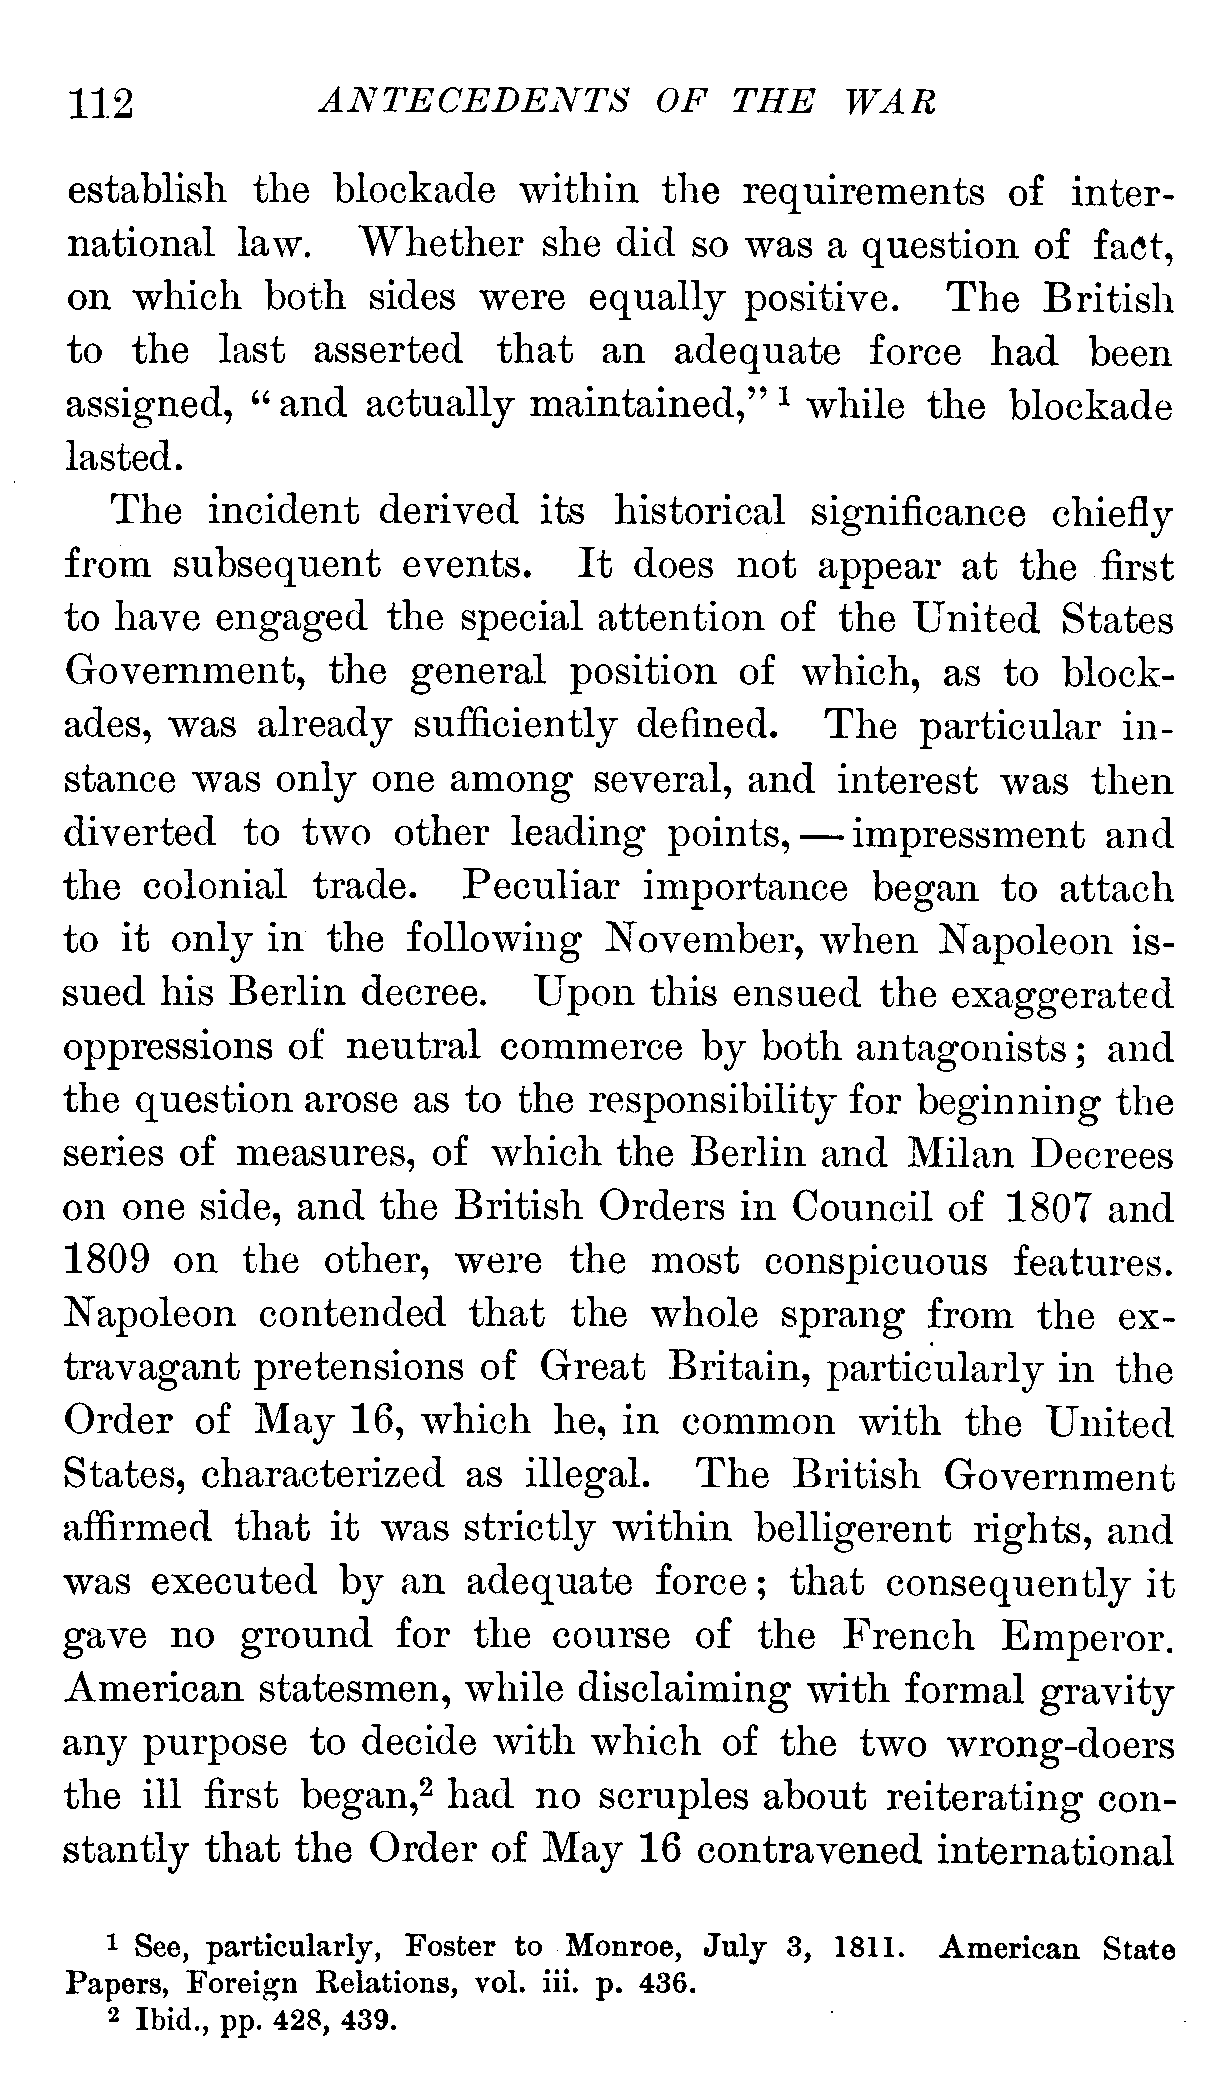 112 ANTECEDENTS OF THE WAR
establish the blockade within the requirements of inter-
national law. Whether she did so was a question of fact,
on which both sides were equally positive. The British
to the last asserted that an adequate force had been
assigned, “and actually maintained,” ¹ while the blockade
lasted.
The incident derived its historical significance chiefly
from subsequent events. It does not appear at the first
to have engaged the special attention of the United States
Government, the general position of which, as to block-
ades, was already sufficiently defined. The particular in-
stance was only one among several, and interest was then
diverted to two other leading points, — impressment and
the colonial trade. Peculiar importance began to attach
to it only in the following November, when Napoleon is-
sued his Berlin decree. Upon this ensued the exaggerated
oppressions of neutral commerce by both antagonists; and
the question arose as to the responsibility for beginning the
series of measures, of which the Berlin and Milan Decrees
on one side, and the British Orders in Council of 1807 and
1809 on the other, were the most conspicuous features.
Napoleon contended that the whole sprang from the ex-
travagant pretensions of Great Britain, particularly in the
Order of May 16, which he, in common with the United
States, characterized as illegal. The British Government
affirmed that it was strictly within belligerent rights, and
was executed by an adequate force; that consequently it
gave no ground for the course of the French Emperor.
American statesmen, while disclaiming with formal gravity
any purpose to decide with which of the two wrong-doers
the ill first began,² had no scruples about reiterating con-
stantly that the Order of May 16 contravened international
¹ See, particularly, Foster to Monroe, July 3, 1811. American State
Papers, Foreign Relations, vol. iii. p. 436.
² Ibid., pp. 428, 439.